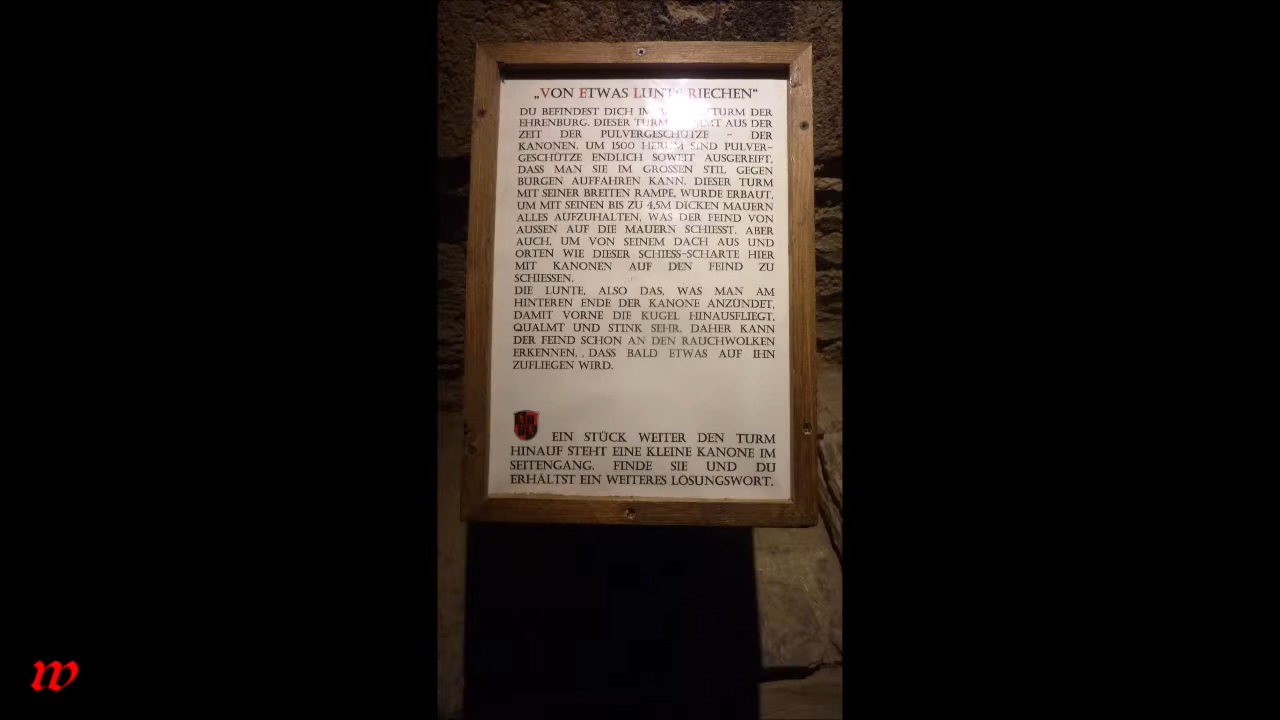 „VON ETWAS LUNTE RIECHEN“
DU BEFINDEST DICH IM TURM DER
EHRENBURG. DIESER TURM STAMMT AUS DER
ZEIT DER PULVERGESCHÜTZE – DER
KANONEN. UM 1500 HERUM SIND PULVER-
GESCHÜTZE ENDLICH SOWEIT AUSGEREIFT,
DASS MAN SIE IM GROSSEN STIL GEGEN
BURGEN AUFFAHREN KANN. DIESER TURM
MIT SEINER BREITEN RAMPE, WURDE ERBAUT,
UM MIT SEINEN BIS ZU 4,5M DICKEN MAUERN
ALLES AUFZUHALTEN, WAS DER FEIND VON
AUSSEN AUF DIE MAUERN SCHIESST. ABER
AUCH, UM VON SEINEM DACH AUS UND
ORTEN WIE DIESER SCHIESS-SCHARTE HIER
MIT KANONEN AUF DEN FEIND ZU
SCHIESSEN.
DIE LUNTE, ALSO DAS, WAS MAN AM
HINTEREN ENDE DER KANONE ANZÜNDET,
DAMIT VORNE DIE KUGEL HINAUSFLIEGT,
QUALMT UND STINK SEHR. DAHER KANN
DER FEIND SCHON AN DEN RAUCHWOLKEN
ERKENNEN, . DASS BALD ETWAS AUF IHN
ZUFLIEGEN WIRD.
EIN STÜCK WEITER DEN TURM
HINAUF STEHT EINE KLEINE KANONE IM
SEITENGANG. FINDE SIE UND DU
ERHÄLTST EIN WEITERES LÖSUNGSWORT.
w